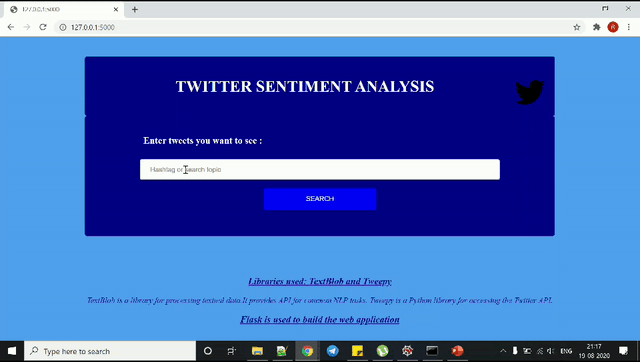 127.0.0.1:5000
127.0.0.1:5000
R
TWITTER SENTIMENT ANALYSIS
Enter tweets you want to see :
Hashtag or search topic
SEARCH
Libraries used: TextBlob and Tweepy
TextBlob is a library for processing textual data.It provides API for common NLP tasks. Tweepy is a Python library for accessing the Twitter API.
Flask is used to build the web application
Type here to search
ENG
21:17
19-08-2020